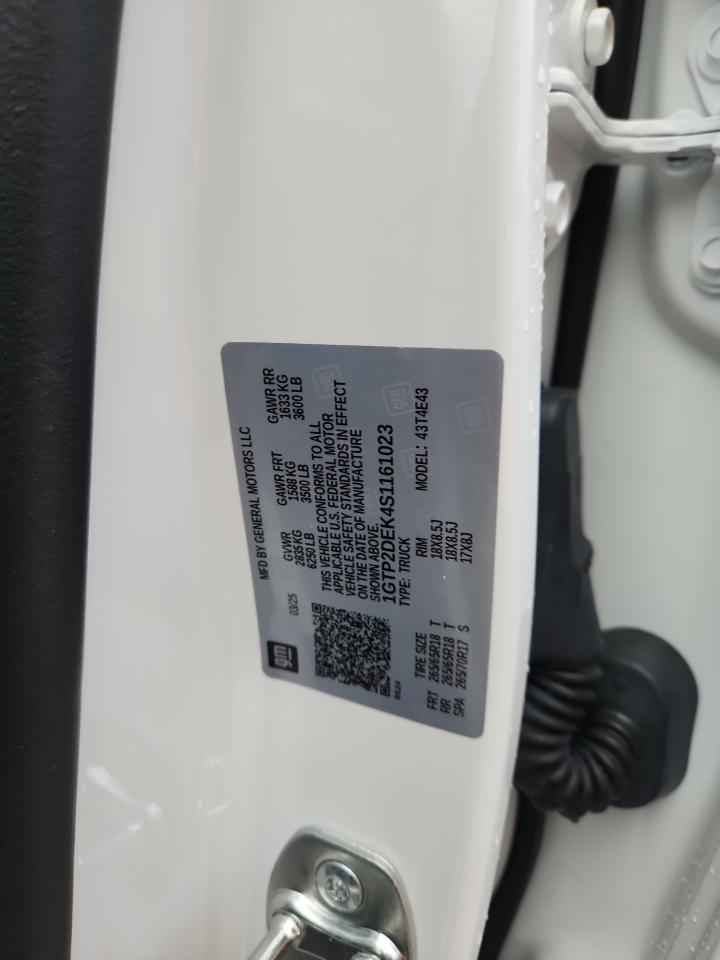 gm
MFD BY GENERAL MOTORS LLC
03/25
GVWR GAWR FRT GAWR RR
2835 KG 1588 KG 1633 KG
6250 LB 3500 LB 3600 LB
THIS VEHICLE CONFORMS TO ALL
APPLICABLE U.S. FEDERAL MOTOR
VEHICLE SAFETY STANDARDS IN EFFECT
ON THE DATE OF MANUFACTURE
SHOWN ABOVE.
1GTP2DEK4S1161023
TYPE: TRUCK MODEL: 43T4E43
TIRE SIZE RIM
FRT 265/65R18 T 18X8.5J
RR 265/65R18 T 18X8.5J
SPA 265/70R17 S 17X8J